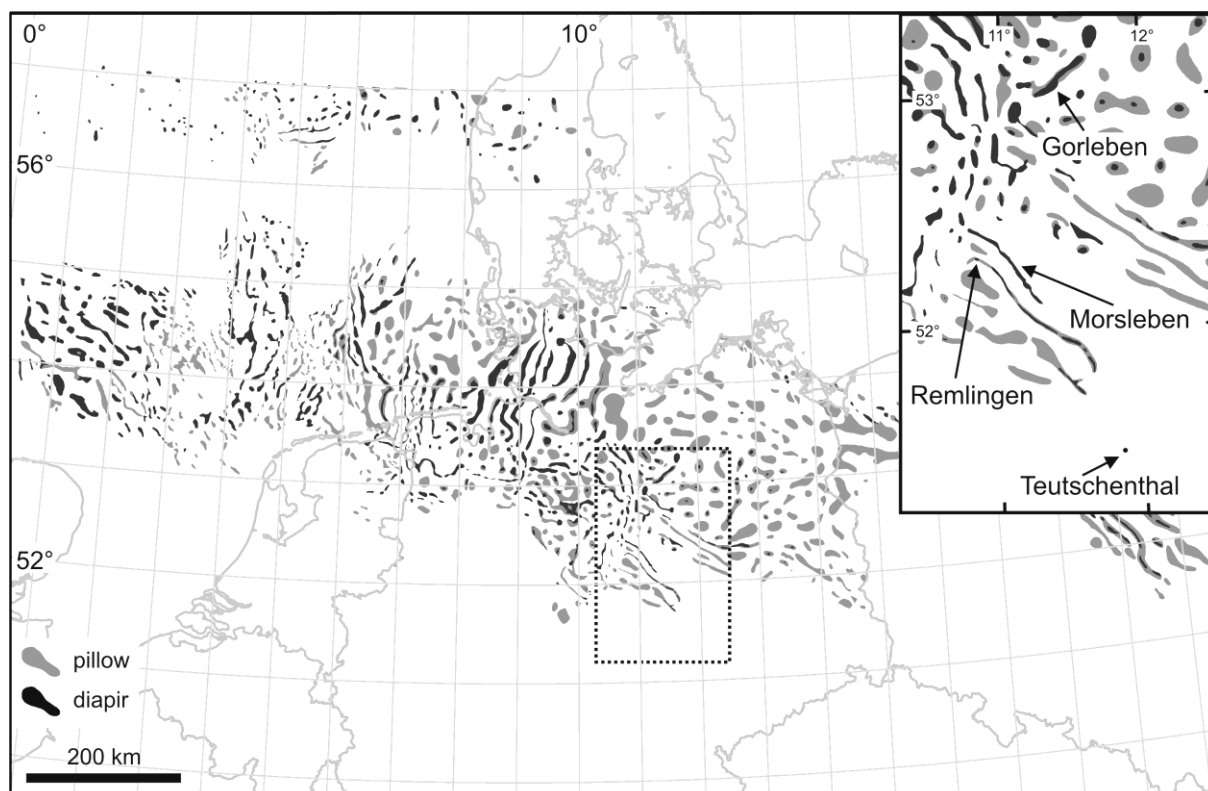 0°
10°
56°
52°
pillow
diapir
200 km
11°
12°
53°
Gorleben
52°
Morsleben
Remlingen
Teutschenthal